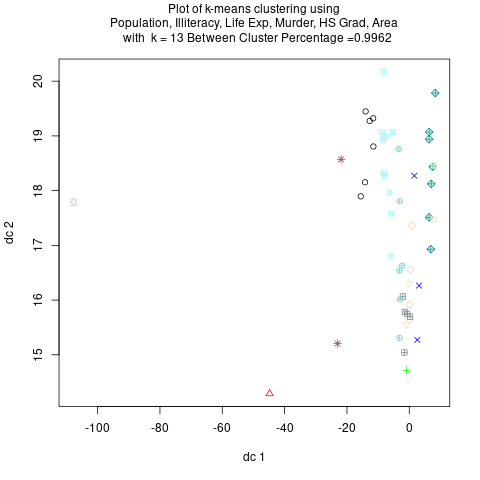 Plot of k-means clustering using
Population, Illiteracy, Life Exp, Murder, HS Grad, Area
with k = 13 Between Cluster Percentage =0.9962
20
19
18
17
16
15
dc 2
-100 -80 -60 -40 -20 0
dc 1